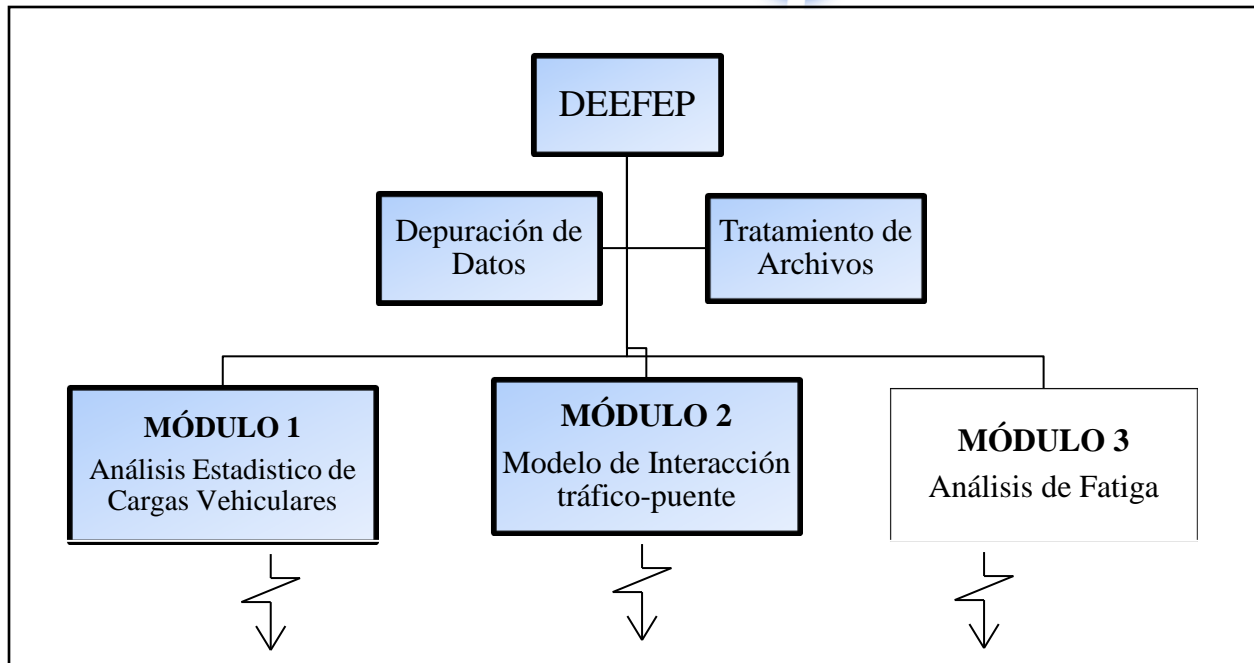 DEEFEP
Depuración de
Datos
Tratamiento de
Archivos
MÓDULO 1
Análisis Estadistico de
Cargas Vehiculares
MÓDULO 2
Modelo de Interacción
tráfico-puente
MÓDULO 3
Análisis de Fatiga